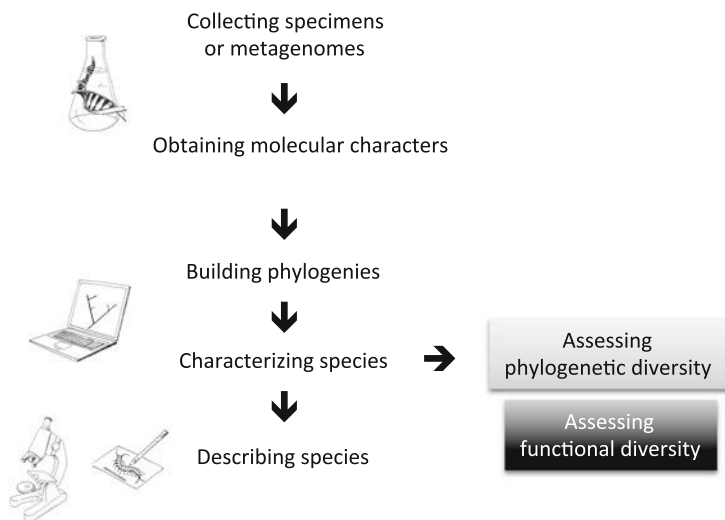 Collecting specimens
or metagenomes
Obtaining molecular characters
Building phylogenies
Characterizing species
Assessing
phylogenetic diversity
Assessing
functional diversity
Describing species